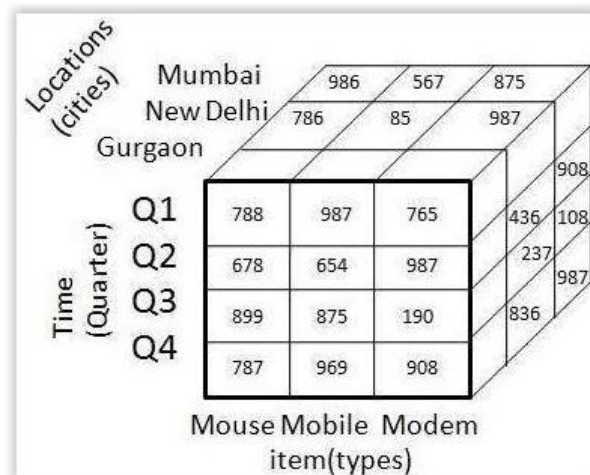 Locations
(cities)
Mumbai
New Delhi
Gurgaon
986 567 875
786 85 987
Time
(Quarter)
Q1
Q2
Q3
Q4
788 987 765
678 654 987
899 875 190
787 969 908
908
436 108
237
987
836
Mouse Mobile Modem
item(types)